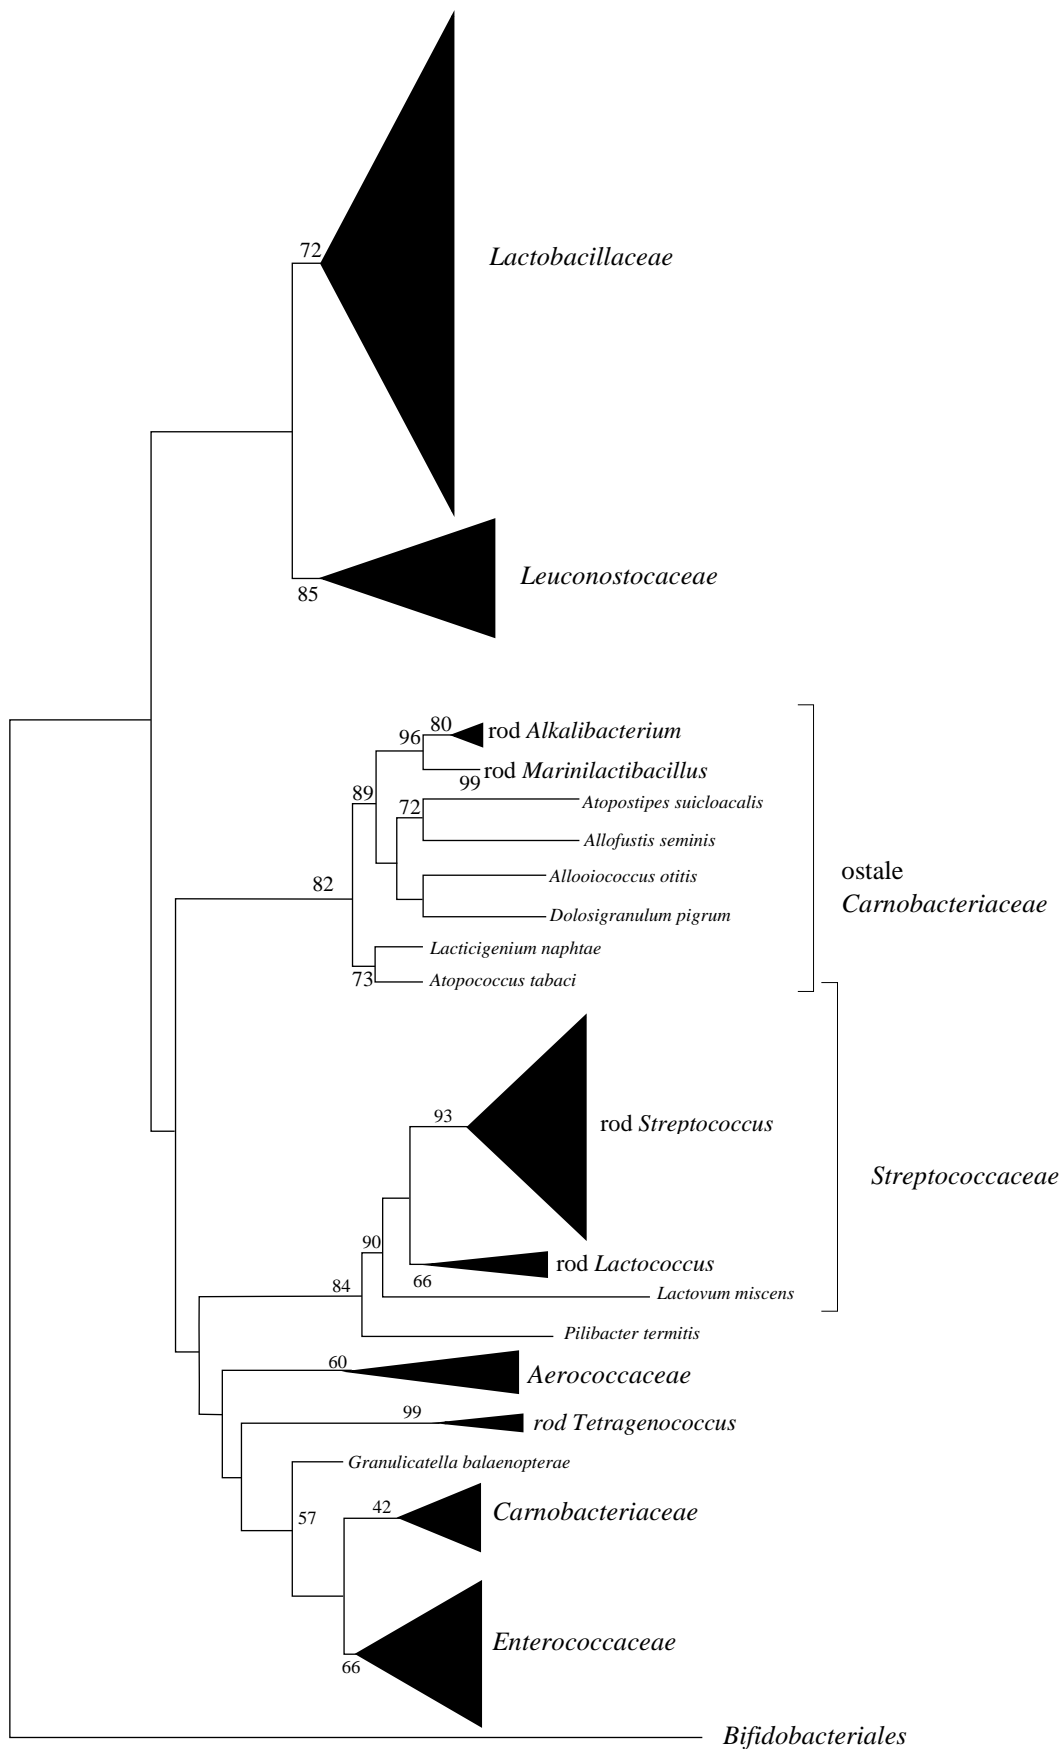 72
Lactobacillaceae
Leuconostocaceae
85
80
rod Alkalibacterium
96
rod Marinilactibacillus
99
89
72
Atopostipes suicloacalis
Allofustis seminis
Allooiococcus otitis
82
Dolosigranulum pigrum
Lacticigenium naphtae
73
Atopococcus tabaci
ostale
Carnobacteriaceae
93
rod Streptococcus
Streptococcaceae
90
rod Lactococcus
66
84
Lactovum miscens
Pilibacter termitis
60
Aerococcaceae
99
rod Tetragenococcus
Granulicatella balaenopterae
57
42
Carnobacteriaceae
Enterococcaceae
66
Bifidobacteriales